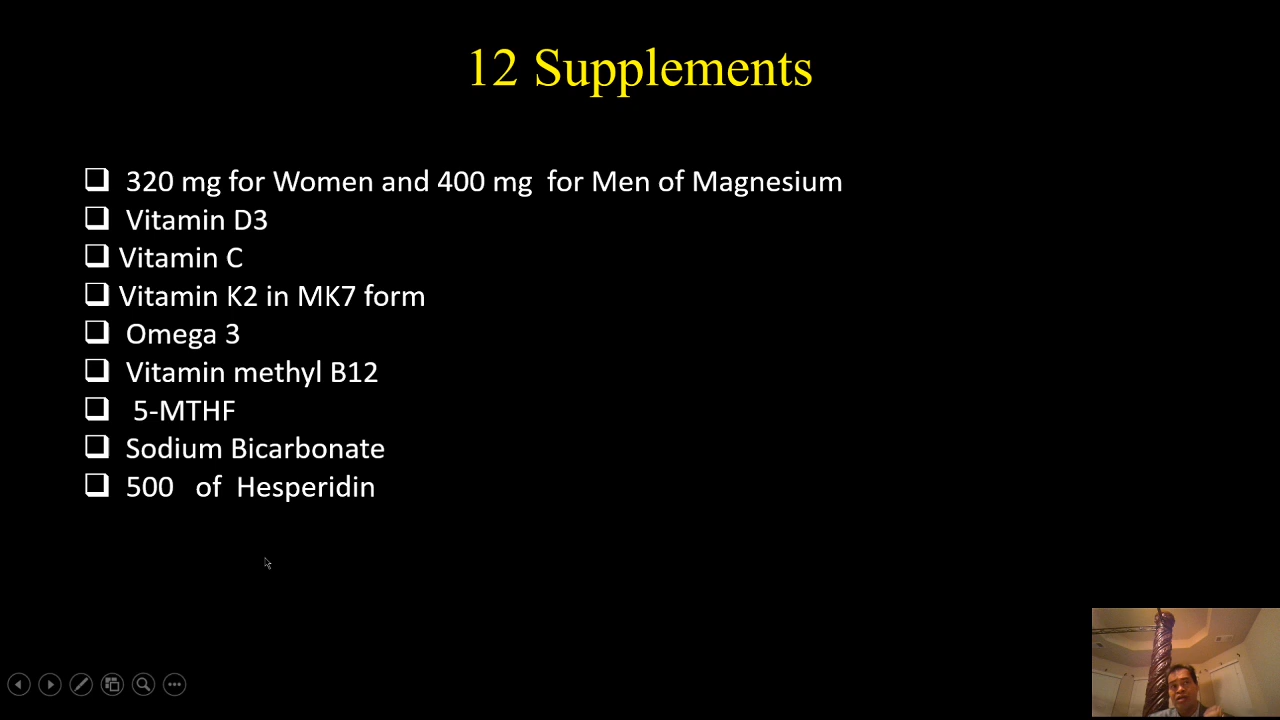 12 Supplements
320 mg for Women and 400 mg for Men of Magnesium
Vitamin D3
Vitamin C
Vitamin K2 in MK7 form
Omega 3
Vitamin methyl B12
5-MTHF
Sodium Bicarbonate
500 of Hesperidin